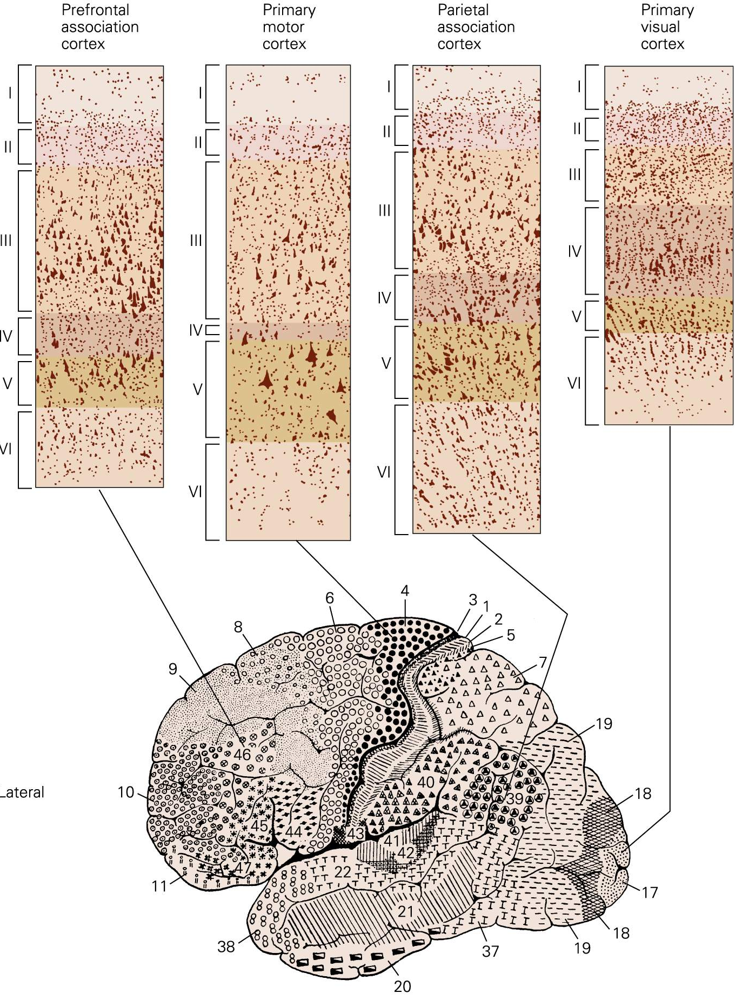 Prefrontal
association
cortex
Primary
motor
cortex
Parietal
association
cortex
Primary
visual
cortex
I
II
III
IV
V
VI
I
II
III
IV
V
VI
I
II
III
IV
V
VI
I
II
III
IV
V
VI
4
6
3
1
2
5
8
7
9
19
46
40
Lateral
10
39
18
45
44
43
41
42
47
22
11
17
21
18
38
19
37
20